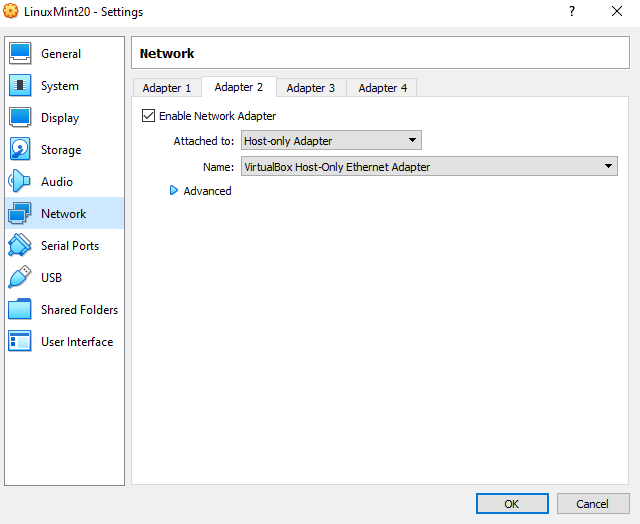 LinuxMint20 - Settings
?
General
System
Display
Storage
Audio
Network
Serial Ports
USB
Shared Folders
User Interface
Network
Adapter 1 Adapter 2 Adapter 3 Adapter 4
Enable Network Adapter
Attached to: Host-only Adapter
Name: VirtualBox Host-Only Ethernet Adapter
Advanced
OK Cancel